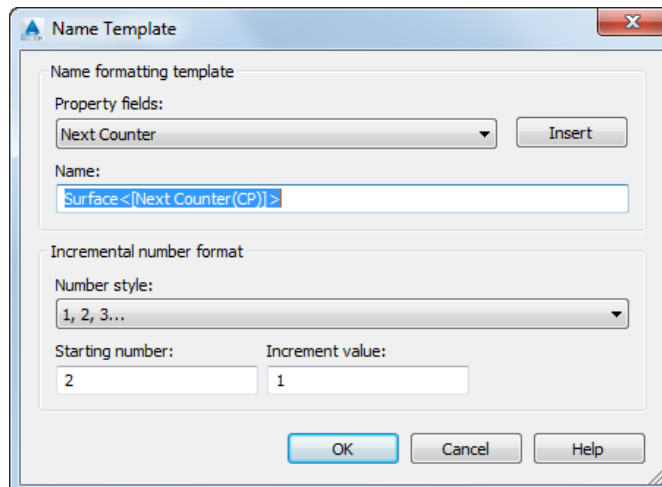 Name Template
Name formatting template
Property fields:
Next Counter
Insert
Name:
Surface<[Next Counter(CP)]>
Incremental number format
Number style:
1, 2, 3...
Starting number:
Increment value:
2
1
OK
Cancel
Help